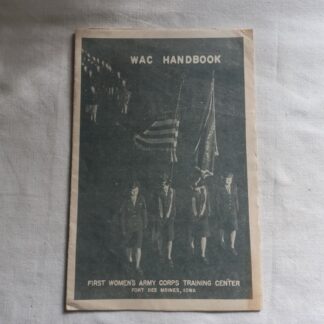 WAC HANDBOOK
FIRST WOMEN'S ARMY CORPS TRAINING CENTER
FORT DES MOINES, IOWA